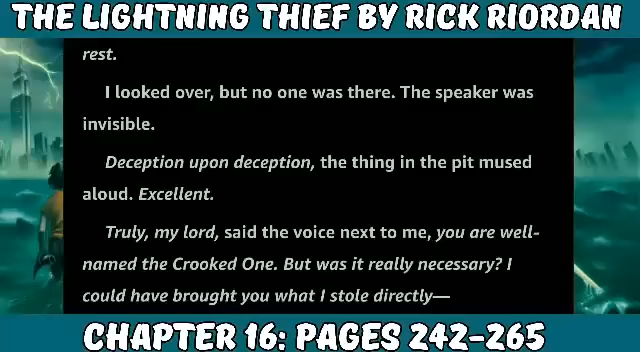 THE LIGHTNING THIEF BY RICK RIORDAN
rest.
I looked over, but no one was there. The speaker was
invisible.
Deception upon deception, the thing in the pit mused
aloud. Excellent.
Truly, my lord, said the voice next to me, you are well-
named the Crooked One. But was it really necessary? I
could have brought you what I stole directly—
CHAPTER 16: PAGES 242-265